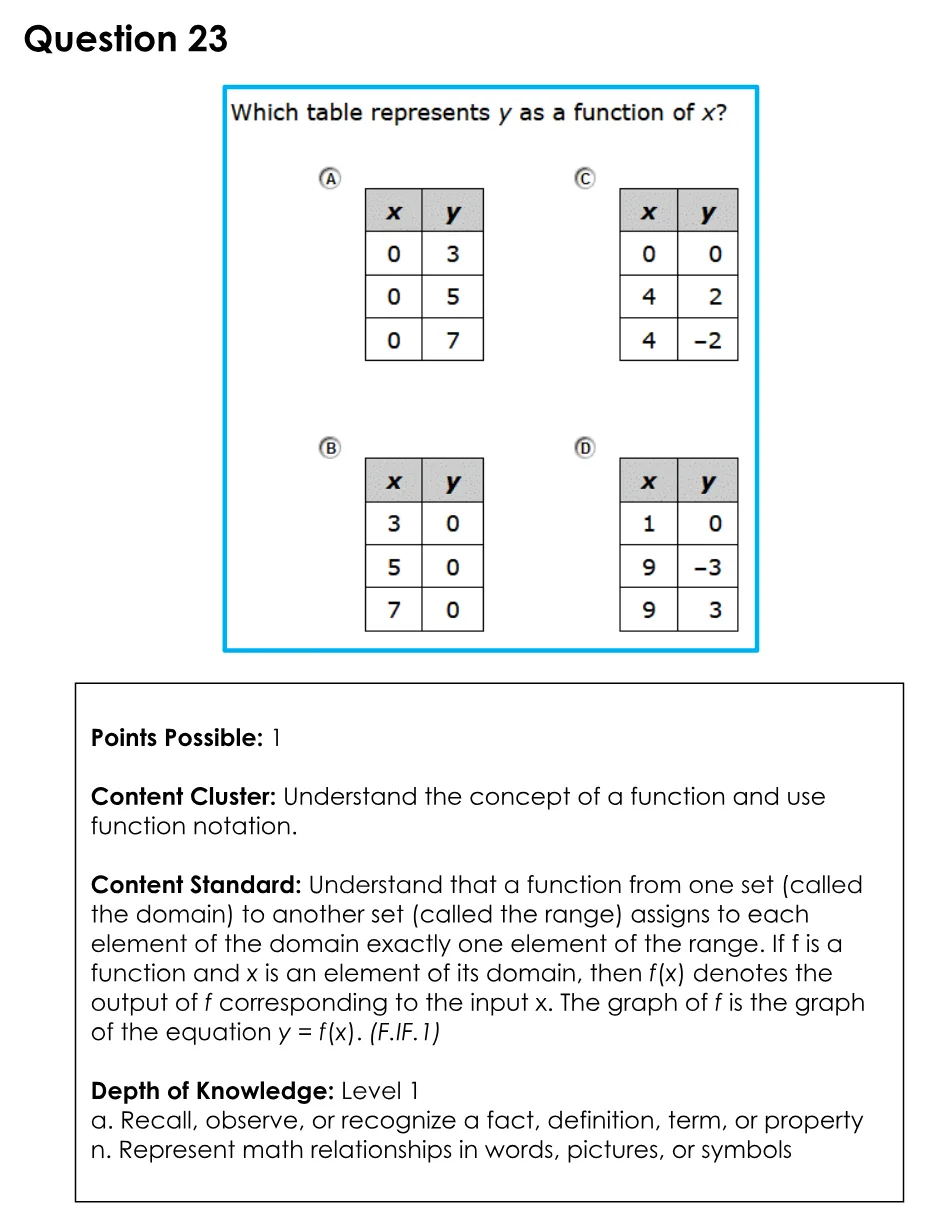 Question 23
Which table represents y as a function of x?
A
x y
0 3
0 5
0 7
B
x y
3 0
5 0
7 0
C
x y
0 0
4 2
4 −2
D
x y
1 0
9 −3
9 3
Points Possible: 1
Content Cluster: Understand the concept of a function and use
function notation.
Content Standard: Understand that a function from one set (called
the domain) to another set (called the range) assigns to each
element of the domain exactly one element of the range. If f is a
function and x is an element of its domain, then f(x) denotes the
output of f corresponding to the input x. The graph of f is the graph
of the equation y = f(x). (F.IF.1)
Depth of Knowledge: Level 1
a. Recall, observe, or recognize a fact, definition, term, or property
n. Represent math relationships in words, pictures, or symbols